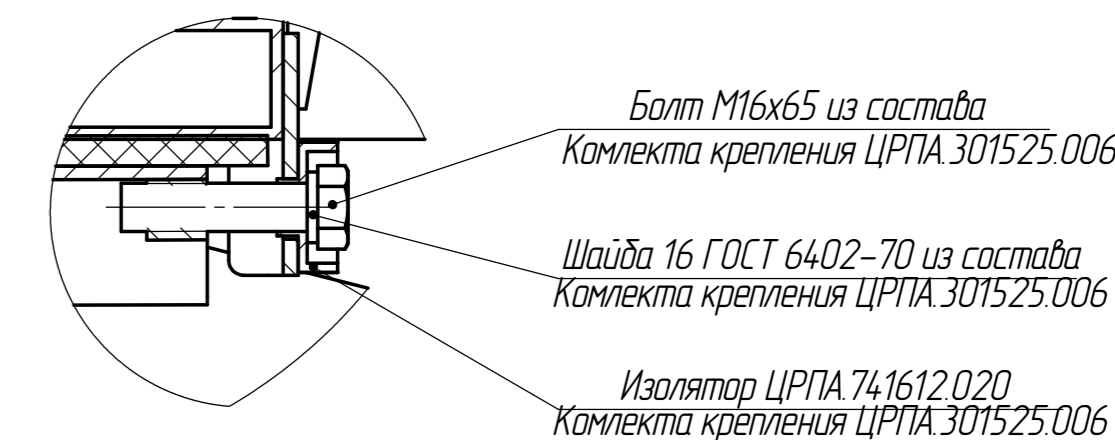 Болт М16х65 из состава
Комлекта крепления ЦРПА.301525.006
Шайба 16 ГОСТ 6402-70 из состава
Комлекта крепления ЦРПА.301525.006
Изолятор ЦРПА.741612.020
Комлекта крепления ЦРПА.301525.006